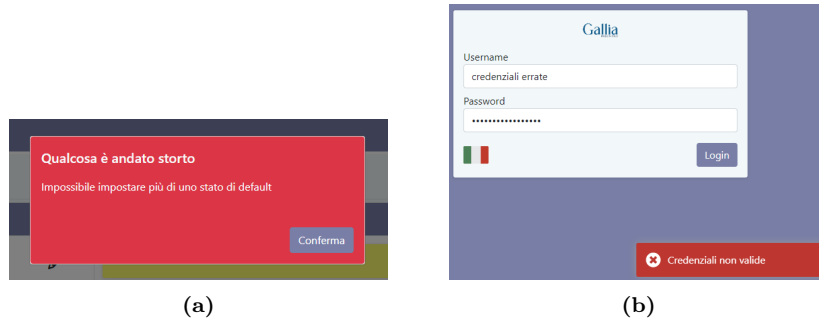 Qualcosa è andato storto
Impossibile impostare più di uno stato di default
Conferma
(a)
Gallia
Username
credenziali errate
Password
•••••••••••••••••
Login
Credenziali non valide
(b)